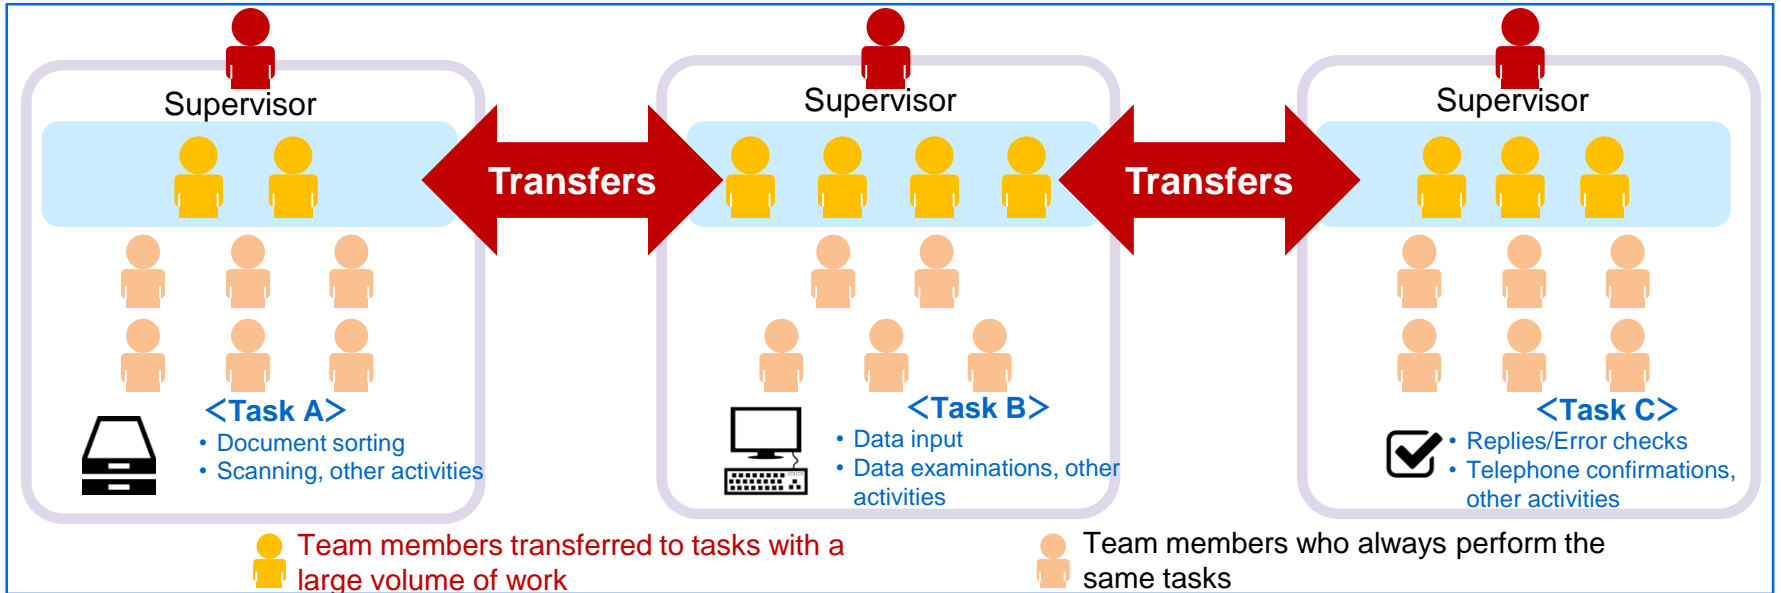 Supervisor
Supervisor
Supervisor
Transfers
Transfers
<Task A>
• Document sorting
• Scanning, other activities
<Task B>
• Data input
• Data examinations, other
activities
<Task C>
• Replies/Error checks
• Telephone confirmations,
other activities
Team members transferred to tasks with a
large volume of work
Team members who always perform the
same tasks